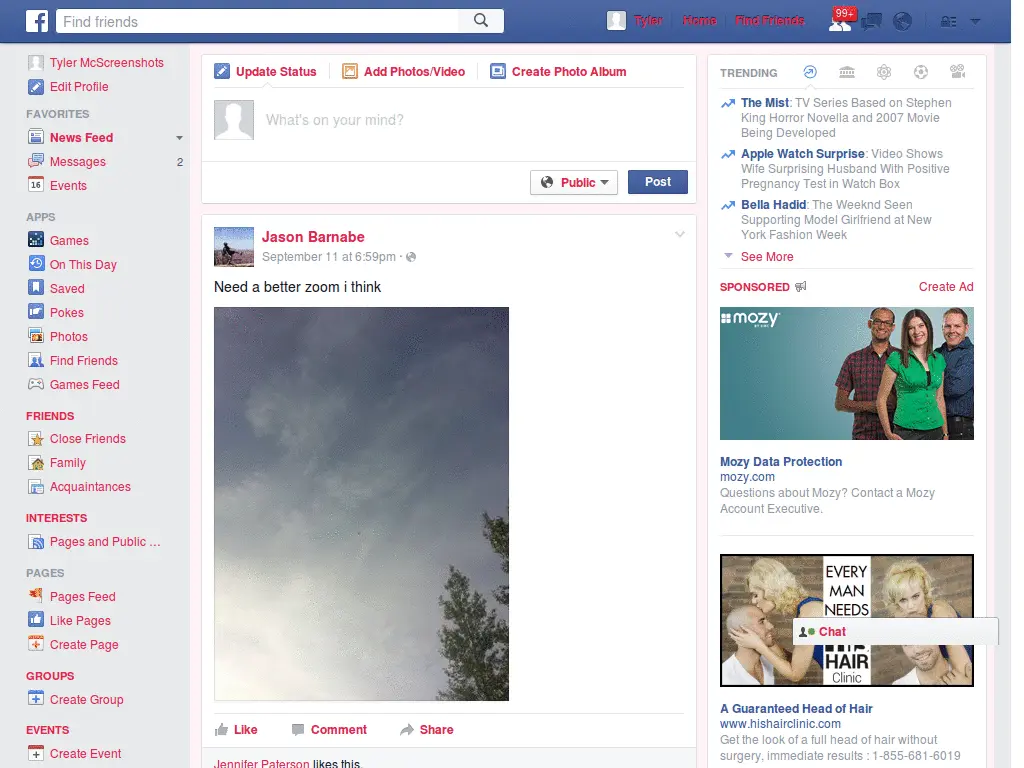 Find friends
Tyler
Home
Find Friends
99+
Tyler McScreenshots
Edit Profile
FAVORITES
News Feed
Messages 2
16 Events
APPS
Games
On This Day
Saved
Pokes
Photos
Find Friends
Games Feed
FRIENDS
Close Friends
Family
Acquaintances
INTERESTS
Pages and Public ...
PAGES
Pages Feed
Like Pages
Create Page
GROUPS
Create Group
EVENTS
Create Event
Update Status
Add Photos/Video
Create Photo Album
What's on your mind?
Public
Post
Jason Barnabe
September 11 at 6:59pm ·
Need a better zoom i think
Like
Comment
Share
Jennifer Paterson likes this.
TRENDING
The Mist: TV Series Based on Stephen
King Horror Novella and 2007 Movie
Being Developed
Apple Watch Surprise: Video Shows
Wife Surprising Husband With Positive
Pregnancy Test in Watch Box
Bella Hadid: The Weeknd Seen
Supporting Model Girlfriend at New
York Fashion Week
See More
SPONSORED
Create Ad
mozy
BY EMC
Mozy Data Protection
mozy.com
Questions about Mozy? Contact a Mozy
Account Executive.
EVERY
MAN
NEEDS
Chat
HAIR
Clinic
A Guaranteed Head of Hair
www.hishairclinic.com
Get the look of a full head of hair without
surgery, immediate results : 1-855-681-6019